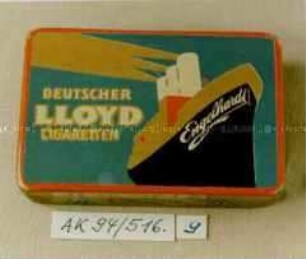 DEUTSCHER
LLOYD
CIGARETTEN
Engelhardt
AK 94/516.
9